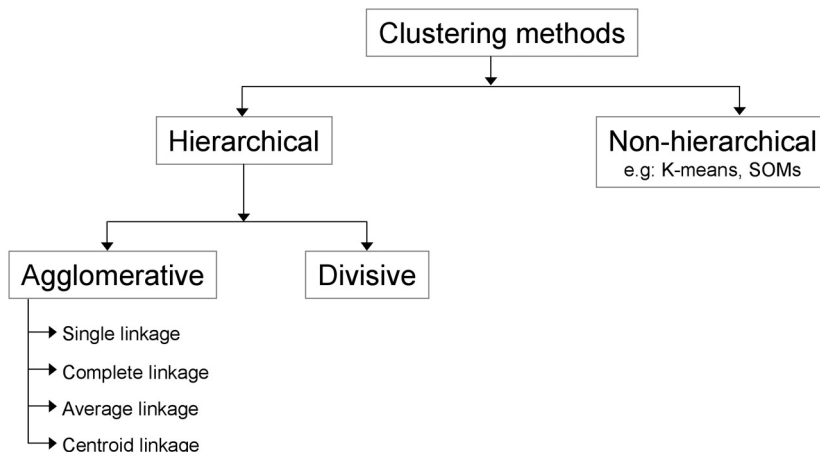 Clustering methods
Hierarchical
Non-hierarchical
e.g: K-means, SOMs
Agglomerative
Divisive
Single linkage
Complete linkage
Average linkage
Centroid linkage